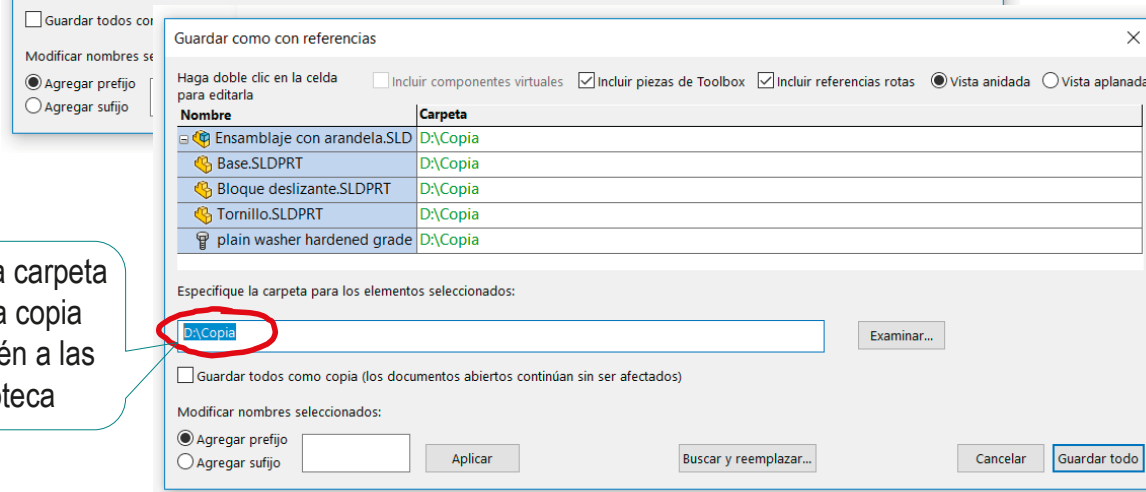 Guardar todos co
Modificar nombres se
Agregar prefijo
Agregar sufijo
Guardar como con referencias
Haga doble clic en la celda
para editarla
Incluir componentes virtuales Incluir piezas de Toolbox Incluir referencias rotas Vista anidada Vista aplanada
Nombre Carpeta
Ensamblaje con arandela.SLD D:\Copia
Base.SLDPRT D:\Copia
Bloque deslizante.SLDPRT D:\Copia
Tornillo.SLDPRT D:\Copia
plain washer hardened grade D:\Copia
Especifique la carpeta para los elementos seleccionados:
D:\Copia Examinar...
Guardar todos como copia (los documentos abiertos continúan sin ser afectados)
Modificar nombres seleccionados:
Agregar prefijo
Agregar sufijo
Aplicar Buscar y reemplazar... Cancelar Guardar todo
a carpeta
a copia
én a las
oteca